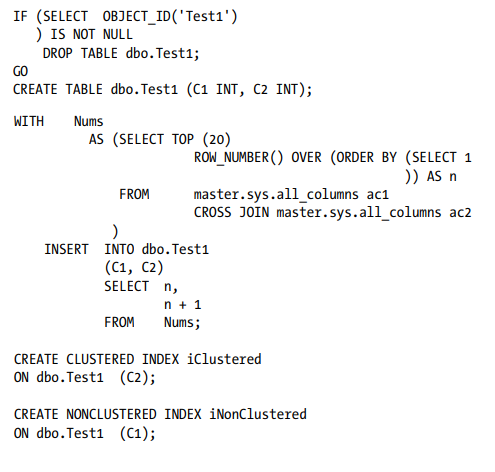 IF (SELECT  OBJECT_ID('Test1')
   ) IS NOT NULL
    DROP TABLE dbo.Test1;
GO
CREATE TABLE dbo.Test1 (C1 INT, C2 INT);
WITH    Nums
          AS (SELECT TOP (20)
                        ROW_NUMBER() OVER (ORDER BY (SELECT 1
                                                    )) AS n
              FROM      master.sys.all_columns ac1
                        CROSS JOIN master.sys.all_columns ac2
             )
    INSERT  INTO dbo.Test1
            (C1, C2)
            SELECT  n,
                    n + 1
            FROM    Nums;
CREATE CLUSTERED INDEX iClustered
ON dbo.Test1  (C2);
CREATE NONCLUSTERED INDEX iNonClustered
ON dbo.Test1  (C1);